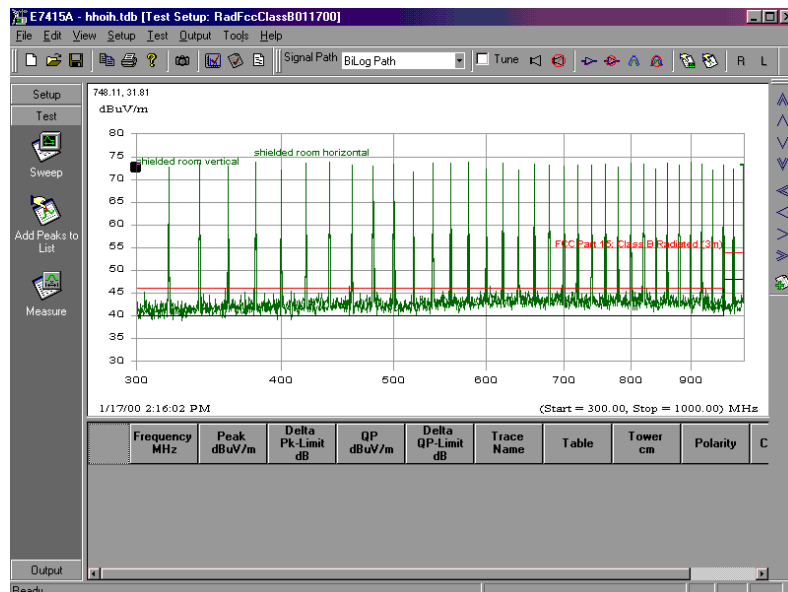 E7415A - hhoih.tdb [Test Setup: RadFccClassB011700]
File Edit View Setup Test Output Tools Help
Signal Path BiLog Path Tune R L
Setup
Test
Sweep
Add Peaks to List
Measure
Output
748.11, 31.81
dBuV/m
80
75
70
65
60
55
50
45
40
35
30
shielded room vertical
shielded room horizontal
FCC Part 15: Class B Radiated (3m)
300 400 500 600 700 800 900
1/17/00 2:16:02 PM (Start = 300.00, Stop = 1000.00) MHz
Frequency MHz
Peak dBuV/m
Delta Pk-Limit dB
QP dBuV/m
Delta QP-Limit dB
Trace Name
Table
Tower cm
Polarity
C
Ready